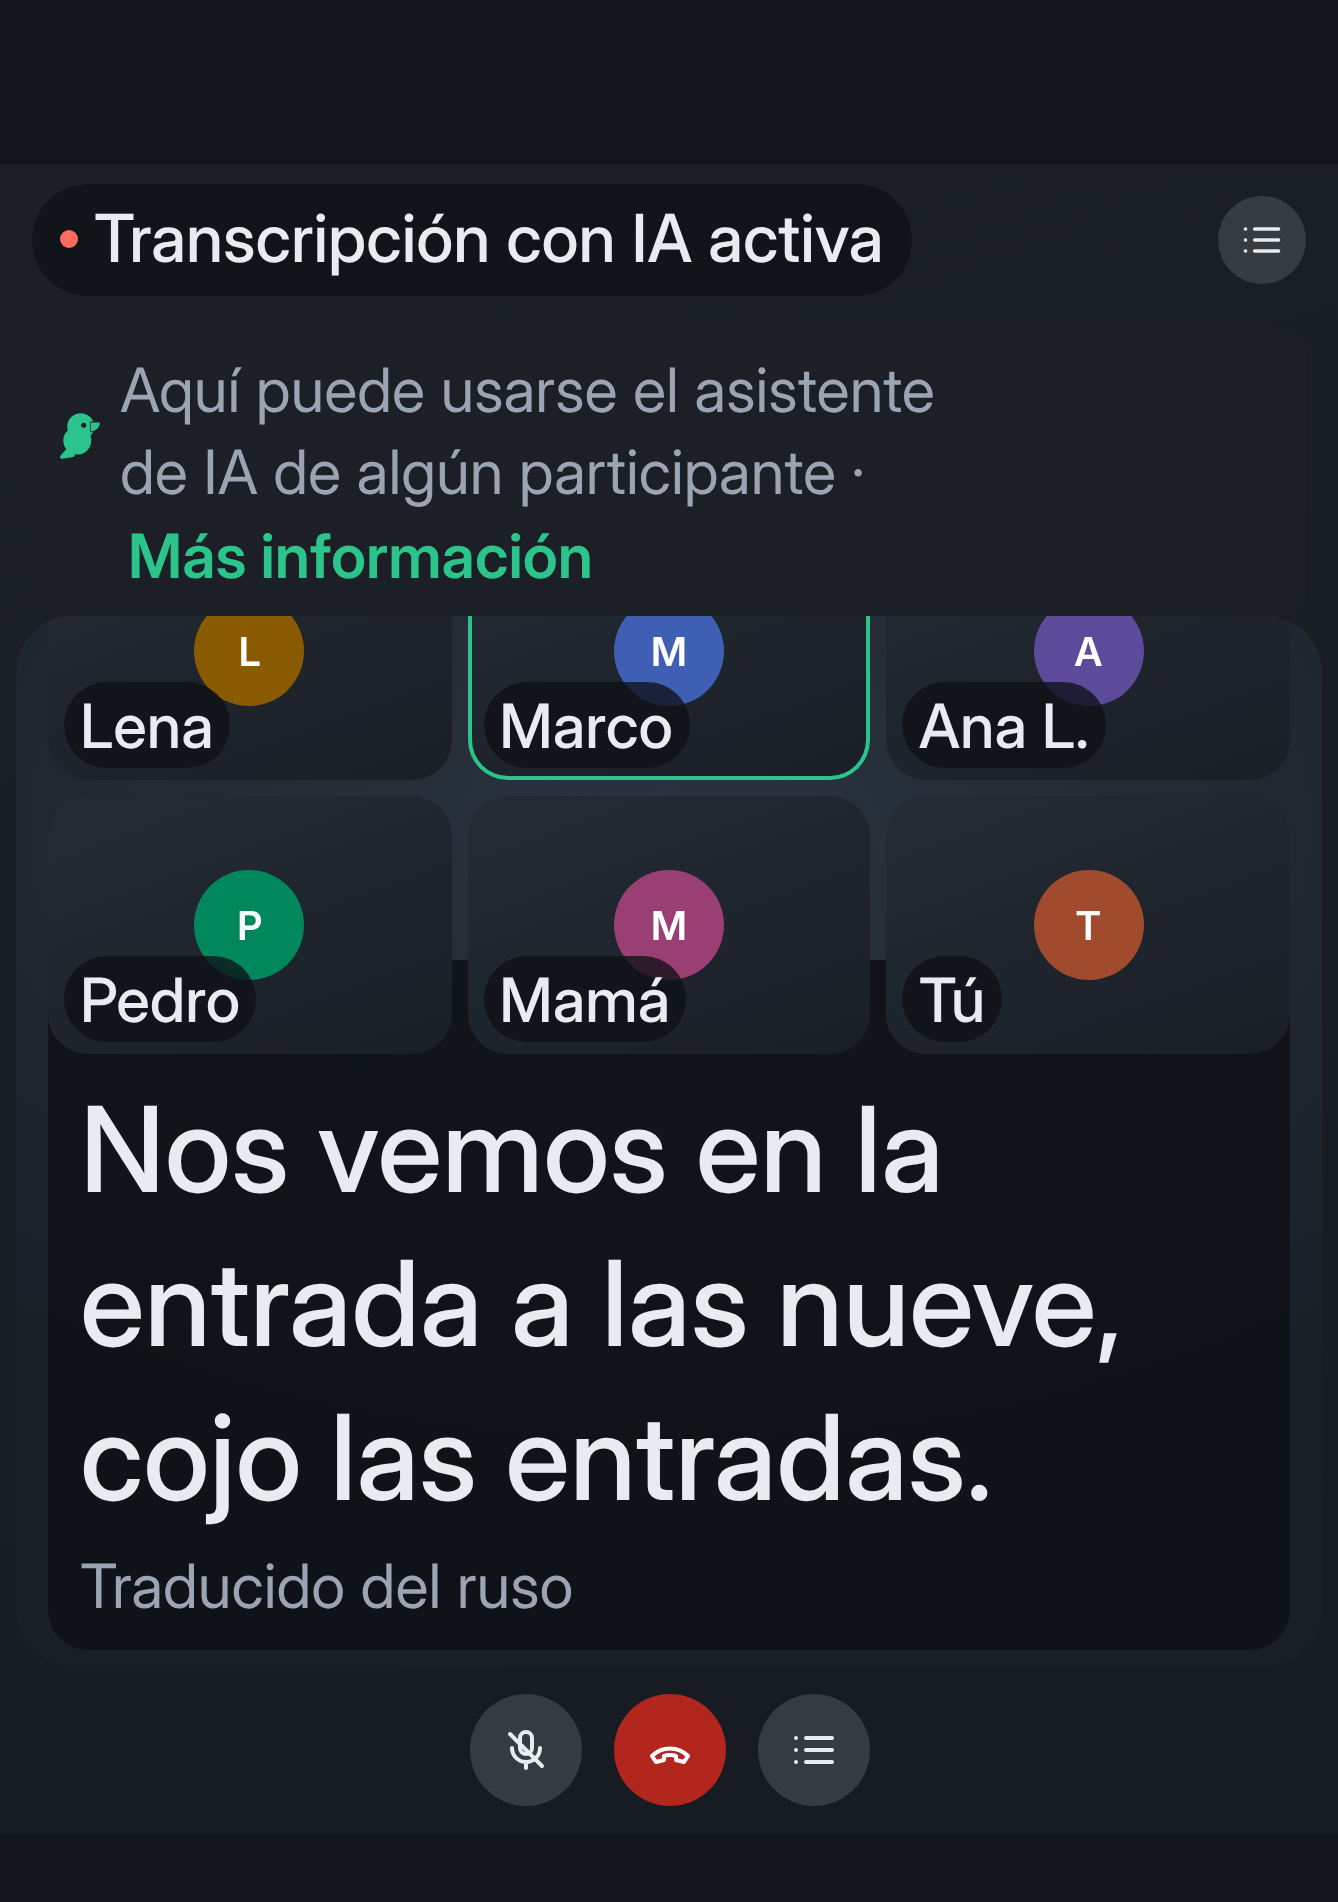 Transcripción con IA activa
Aquí puede usarse el asistente
de IA de algún participante ·
Más información
L
M
A
Lena
Marco
Ana L.
P
M
T
Pedro
Mamá
Tú
Nos vemos en la
entrada a las nueve,
cojo las entradas.
Traducido del ruso